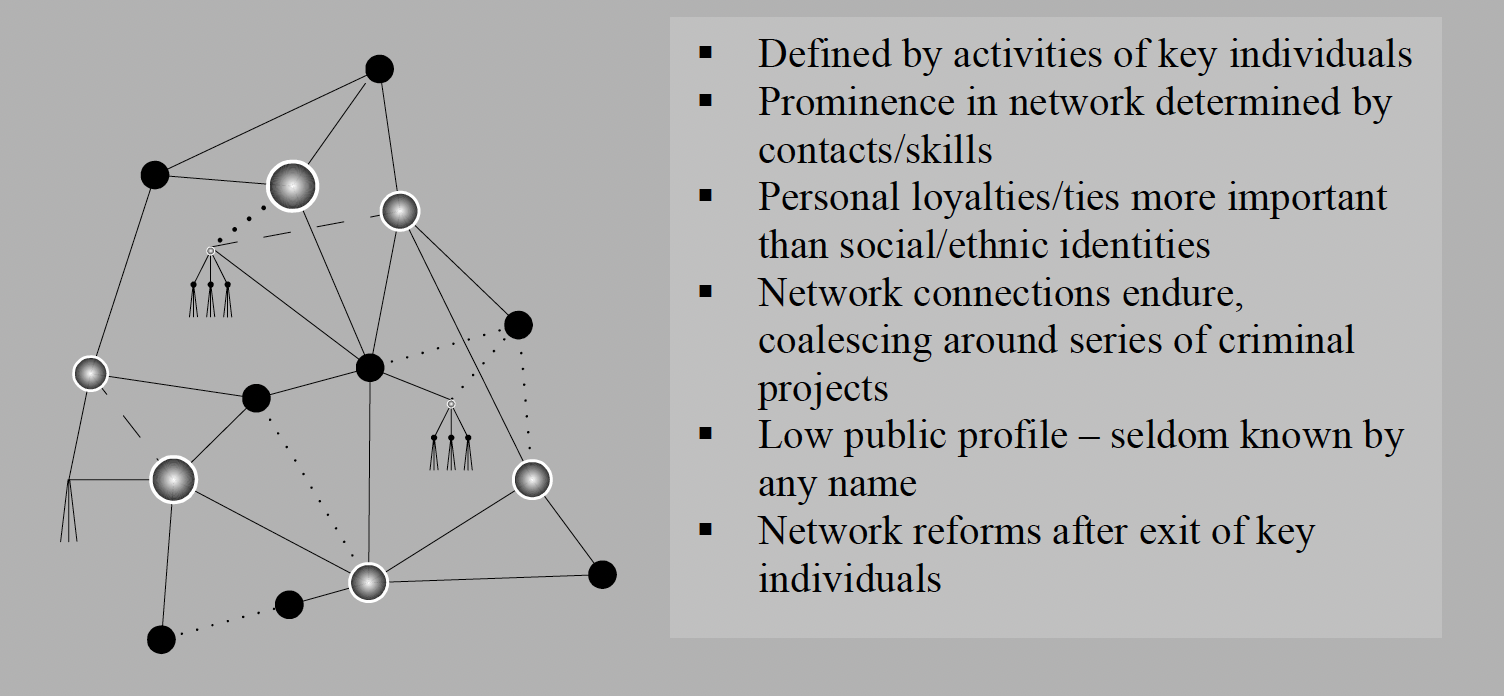 ▪ Defined by activities of key individuals
▪ Prominence in network determined by
contacts/skills
▪ Personal loyalties/ties more important
than social/ethnic identities
▪ Network connections endure,
coalescing around series of criminal
projects
▪ Low public profile – seldom known by
any name
▪ Network reforms after exit of key
individuals